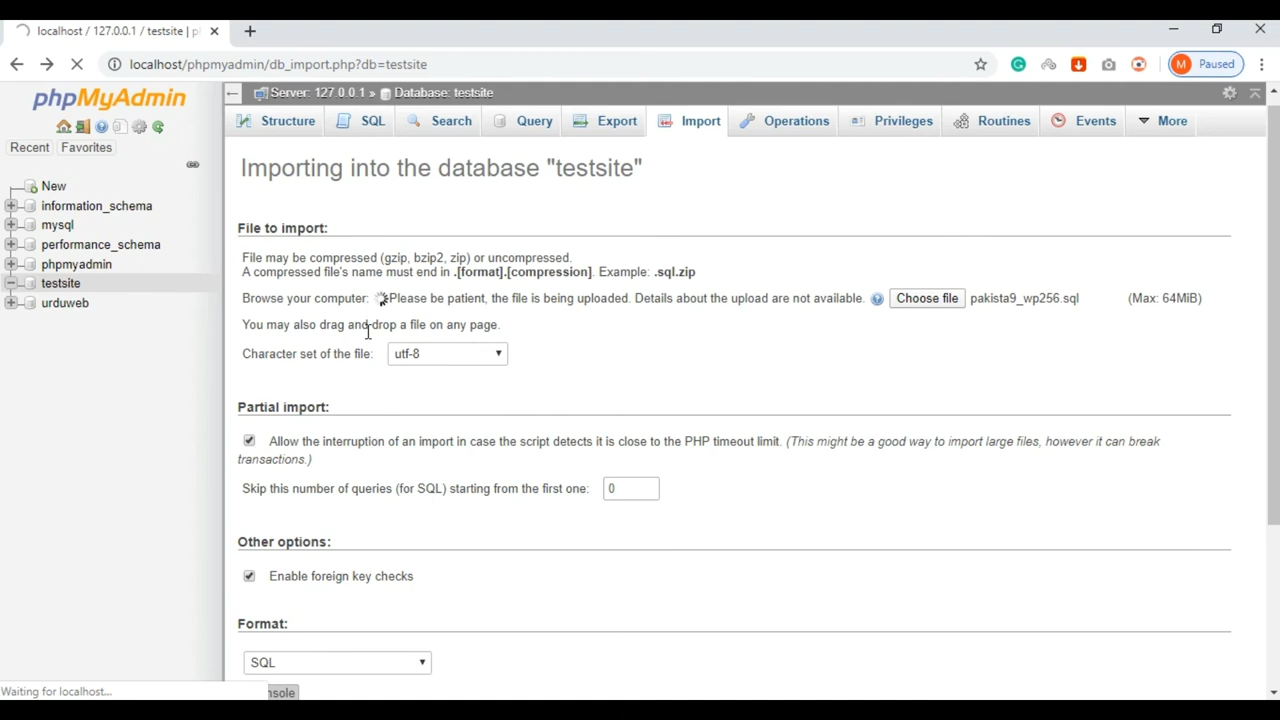 localhost / 127.0.0.1 / testsite | p
localhost/phpmyadmin/db_import.php?db=testsite
M Paused
phpMyAdmin
Recent Favorites
New
information_schema
mysql
performance_schema
phpmyadmin
testsite
urduweb
Server: 127.0.0.1 » Database: testsite
Structure SQL Search Query Export Import Operations Privileges Routines Events More
Importing into the database "testsite"
File to import:
File may be compressed (gzip, bzip2, zip) or uncompressed.
A compressed file's name must end in .[format].[compression]. Example: .sql.zip
Browse your computer: Please be patient, the file is being uploaded. Details about the upload are not available. Choose file pakista9_wp256.sql (Max: 64MiB)
You may also drag and drop a file on any page.
Character set of the file: utf-8
Partial import:
Allow the interruption of an import in case the script detects it is close to the PHP timeout limit. (This might be a good way to import large files, however it can break
transactions.)
Skip this number of queries (for SQL) starting from the first one: 0
Other options:
Enable foreign key checks
Format:
SQL
Waiting for localhost... nsole